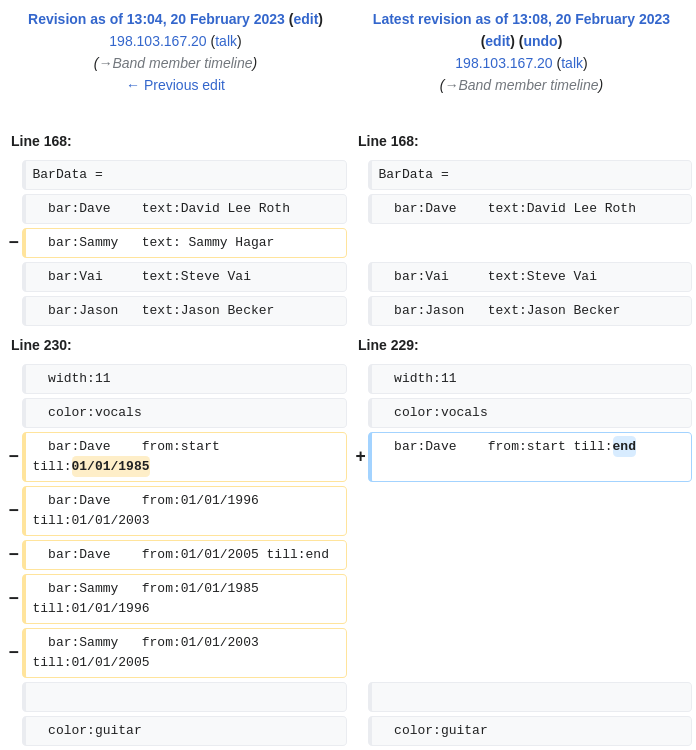 Revision as of 13:04, 20 February 2023 (edit)
198.103.167.20 (talk)
(→Band member timeline)
← Previous edit
Latest revision as of 13:08, 20 February 2023
(edit) (undo)
198.103.167.20 (talk)
(→Band member timeline)
Line 168:
Line 168:
BarData =
BarData =
bar:Dave    text:David Lee Roth
bar:Dave    text:David Lee Roth
− bar:Sammy   text: Sammy Hagar
bar:Vai     text:Steve Vai
bar:Vai     text:Steve Vai
bar:Jason   text:Jason Becker
bar:Jason   text:Jason Becker
Line 230:
Line 229:
width:11
width:11
color:vocals
color:vocals
− bar:Dave    from:start
till:01/01/1985
+ bar:Dave    from:start till:end
− bar:Dave    from:01/01/1996
till:01/01/2003
− bar:Dave    from:01/01/2005 till:end
− bar:Sammy   from:01/01/1985
till:01/01/1996
− bar:Sammy   from:01/01/2003
till:01/01/2005
color:guitar
color:guitar